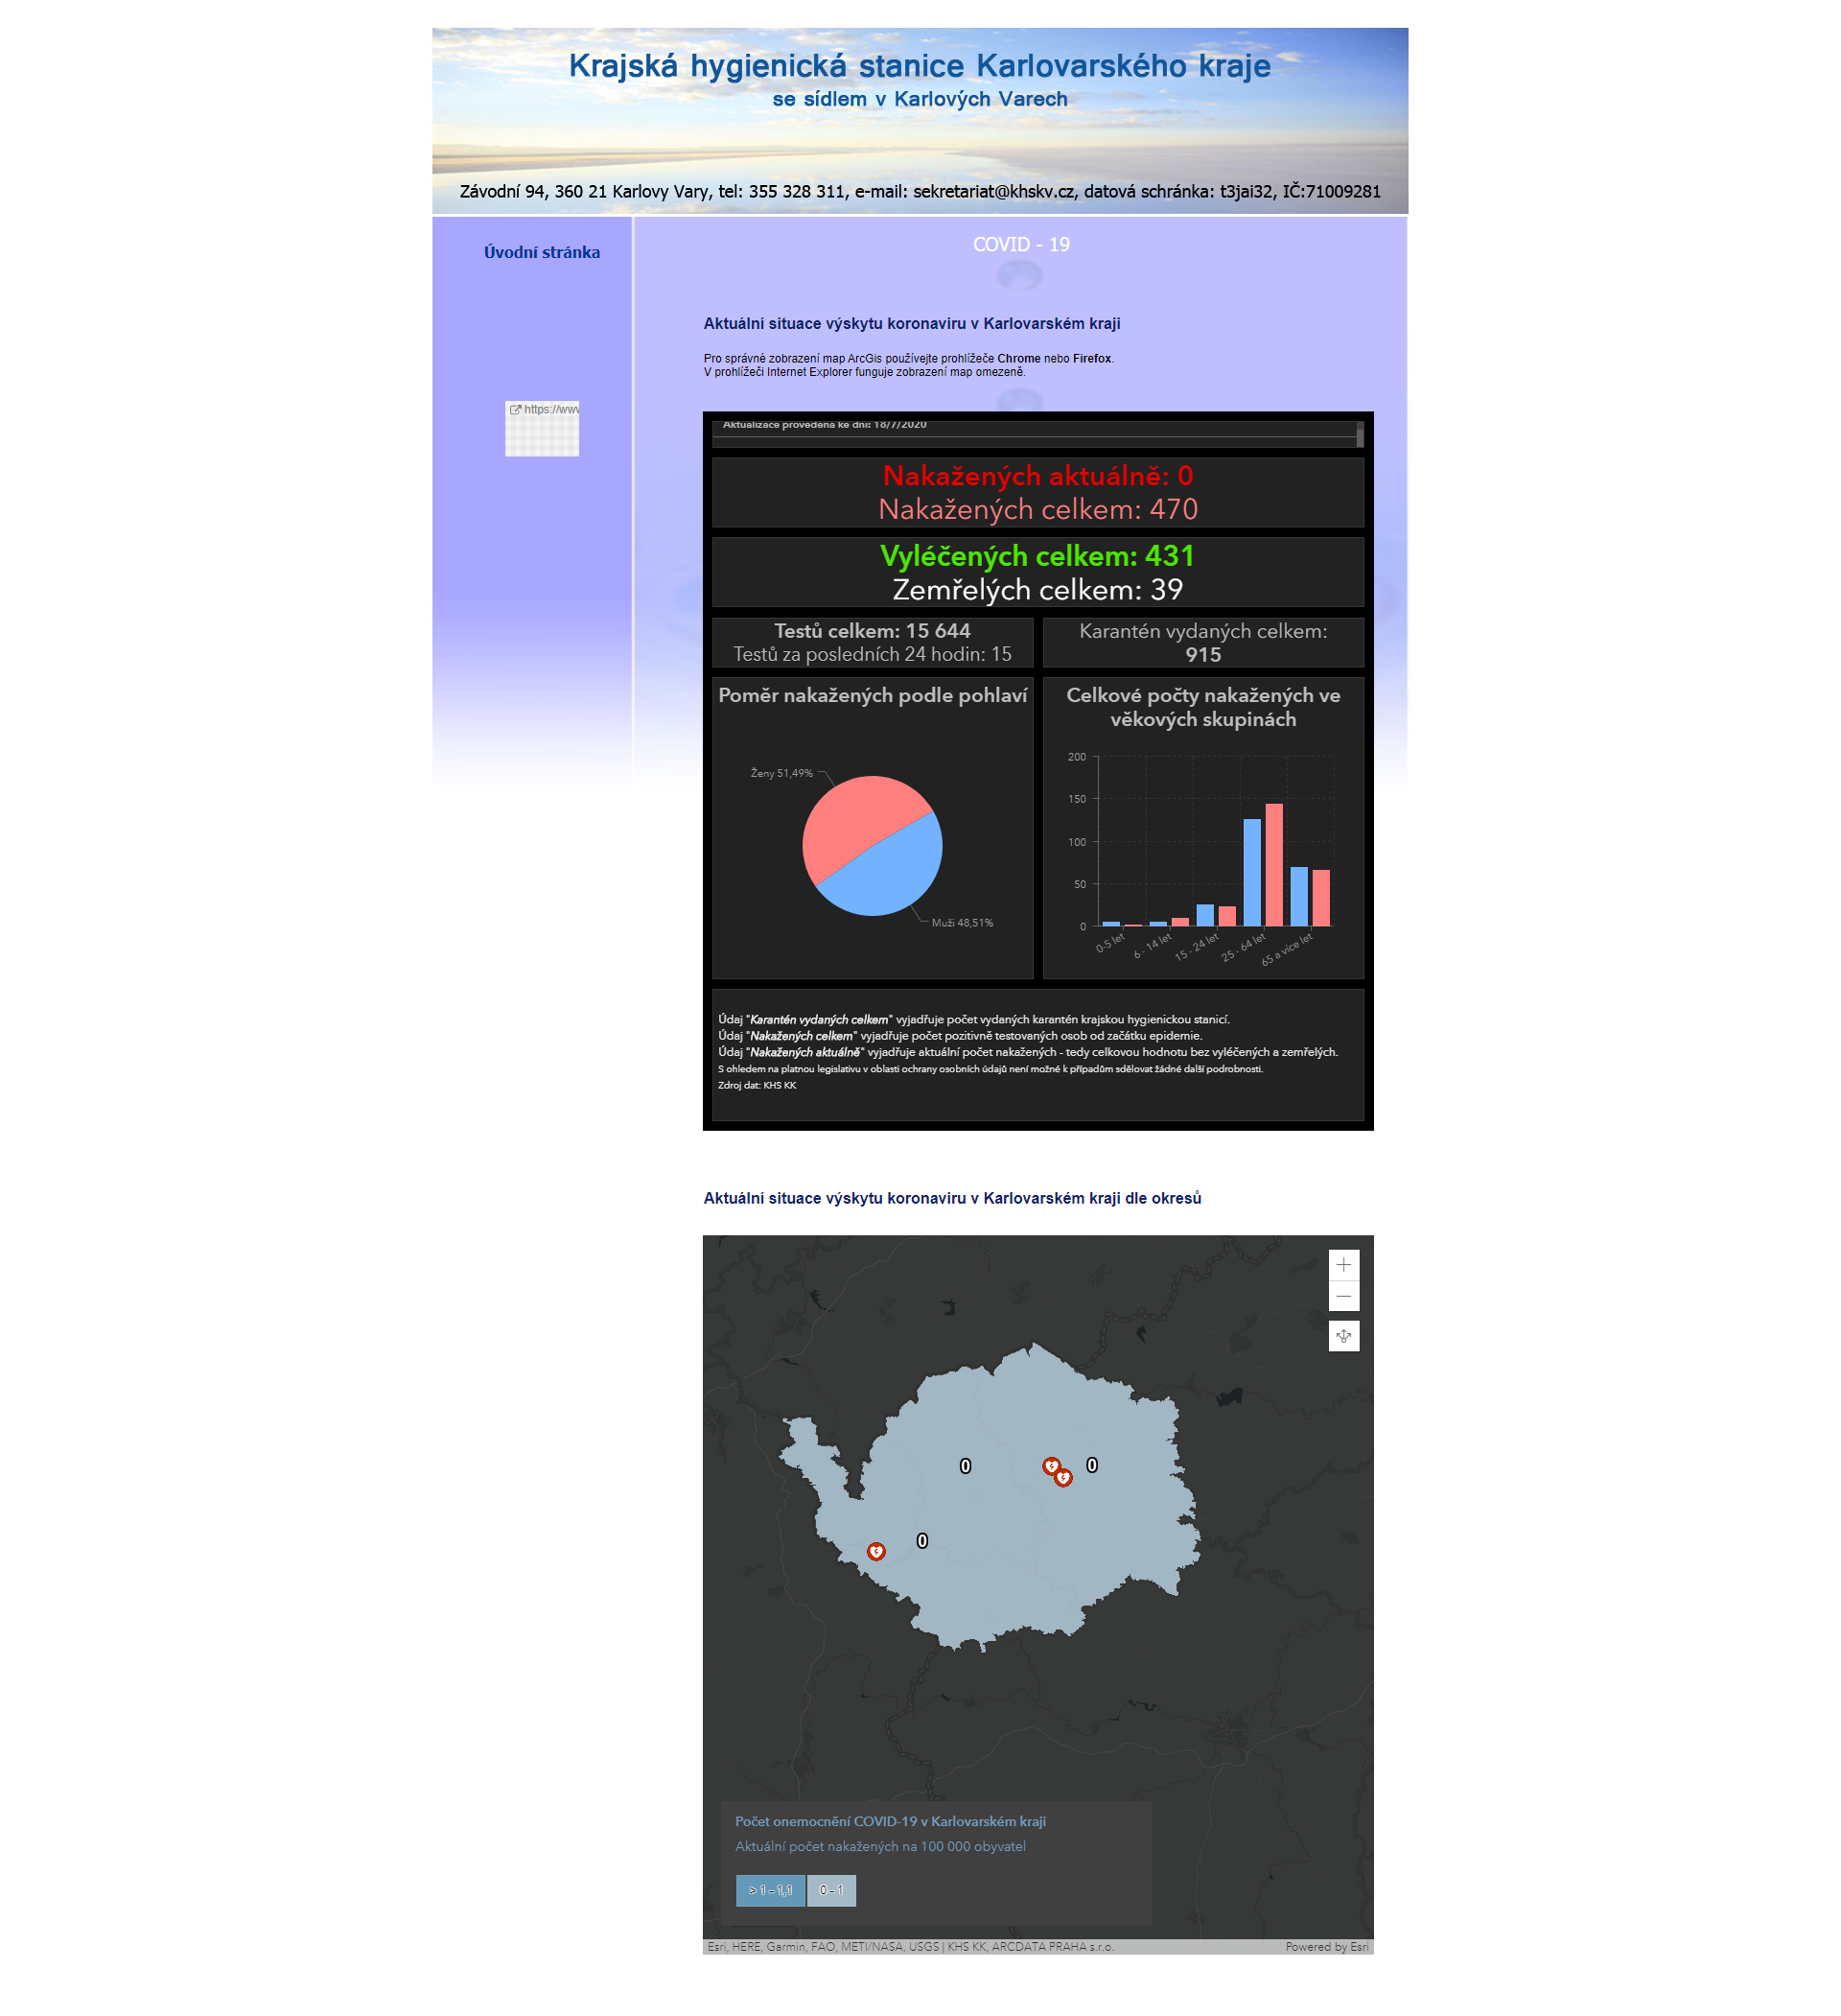 Krajská hygienická stanice Karlovarského kraje
se sídlem v Karlových Varech
Závodní 94, 360 21 Karlovy Vary, tel: 355 328 311, e-mail: sekretariat@khskv.cz, datová schránka: t3jai32, IČ:71009281
Úvodní stránka
COVID - 19
Aktuální situace výskytu koronaviru v Karlovarském kraji
Pro správné zobrazení map ArcGis používejte prohlížeče Chrome nebo Firefox.
V prohlížeči Internet Explorer funguje zobrazení map omezeně.
https://www
Aktualizace provedena ke dni: 18/7/2020
Nakažených aktuálně: 0
Nakažených celkem: 470
Vyléčených celkem: 431
Zemřelých celkem: 39
Testů celkem: 15 644
Testů za posledních 24 hodin: 15
Karantén vydaných celkem:
915
Poměr nakažených podle pohlaví
Ženy 51,49%
Muži 48,51%
Celkové počty nakažených ve
věkových skupinách
200
150
100
50
0
0-5 let
6 - 14 let
15 - 24 let
25 - 64 let
65 a více let
Údaj "Karantén vydaných celkem" vyjadřuje počet vydaných karantén krajskou hygienickou stanicí.
Údaj "Nakažených celkem" vyjadřuje počet pozitivně testovaných osob od začátku epidemie.
Údaj "Nakažených aktuálně" vyjadřuje aktuální počet nakažených - tedy celkovou hodnotu bez vyléčených a zemřelých.
S ohledem na platnou legislativu v oblasti ochrany osobních údajů není možné k případům sdělovat žádné další podrobnosti.
Zdroj dat: KHS KK
Aktuální situace výskytu koronaviru v Karlovarském kraji dle okresů
0
0
0
Počet onemocnění COVID-19 v Karlovarském kraji
Aktuální počet nakažených na 100 000 obyvatel
> 1 – 1,1
0 – 1
Esri, HERE, Garmin, FAO, METI/NASA, USGS | KHS KK, ARCDATA PRAHA s.r.o.
Powered by Esri